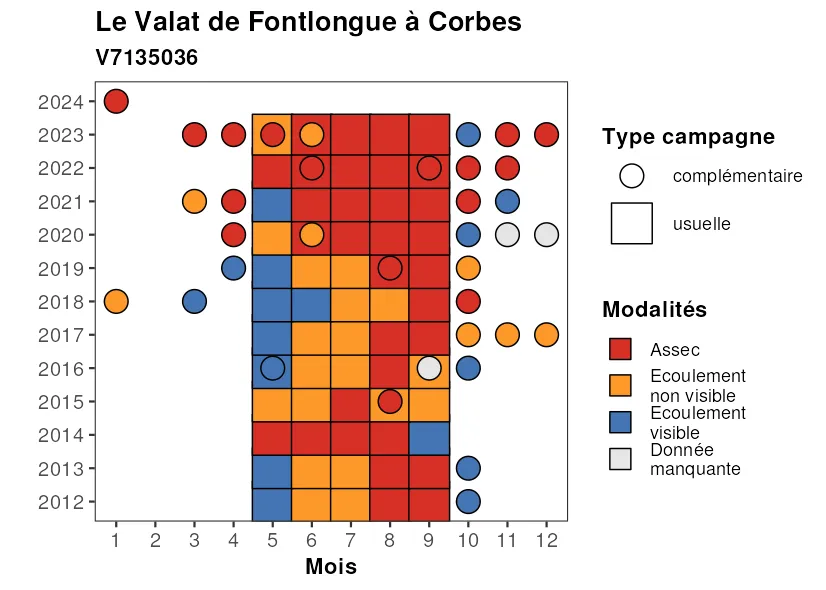 Le Valat de Fontlongue à Corbes
V7135036
2024
2023
2022
2021
2020
2019
2018
2017
2016
2015
2014
2013
2012
1 2 3 4 5 6 7 8 9 10 11 12
Mois
Type campagne
complémentaire
usuelle
Modalités
Assec
Ecoulement
non visible
Ecoulement
visible
Donnée
manquante